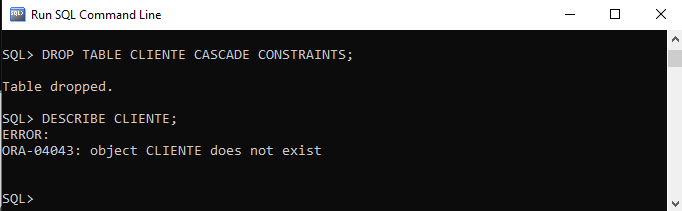 Run SQL Command Line
SQL> DROP TABLE CLIENTE CASCADE CONSTRAINTS;
Table dropped.
SQL> DESCRIBE CLIENTE;
ERROR:
ORA-04043: object CLIENTE does not exist
SQL>